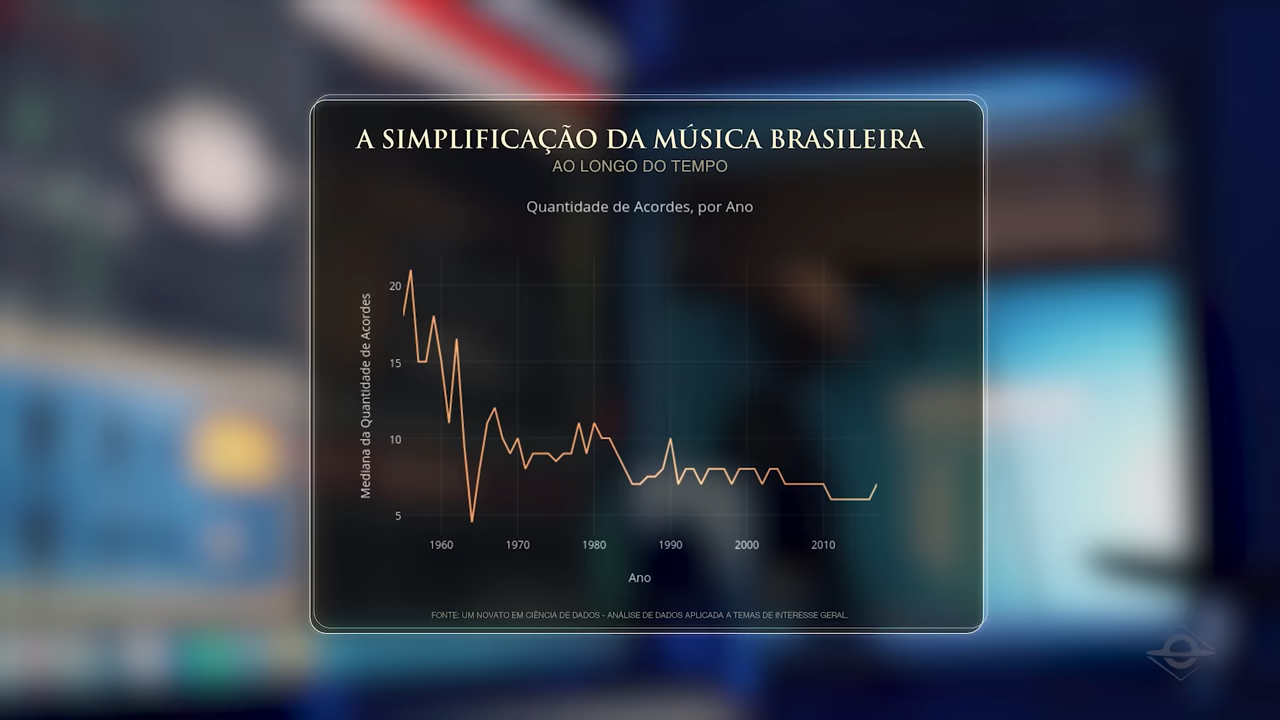 A SIMPLIFICAÇÃO DA MÚSICA BRASILEIRA
AO LONGO DO TEMPO
Quantidade de Acordes, por Ano
Mediana da Quantidade de Acordes
20
15
10
5
1960 1970 1980 1990 2000 2010
Ano
FONTE: UM NOVATO EM CIÊNCIA DE DADOS - ANÁLISE DE DADOS APLICADA A TEMAS DE INTERESSE GERAL.